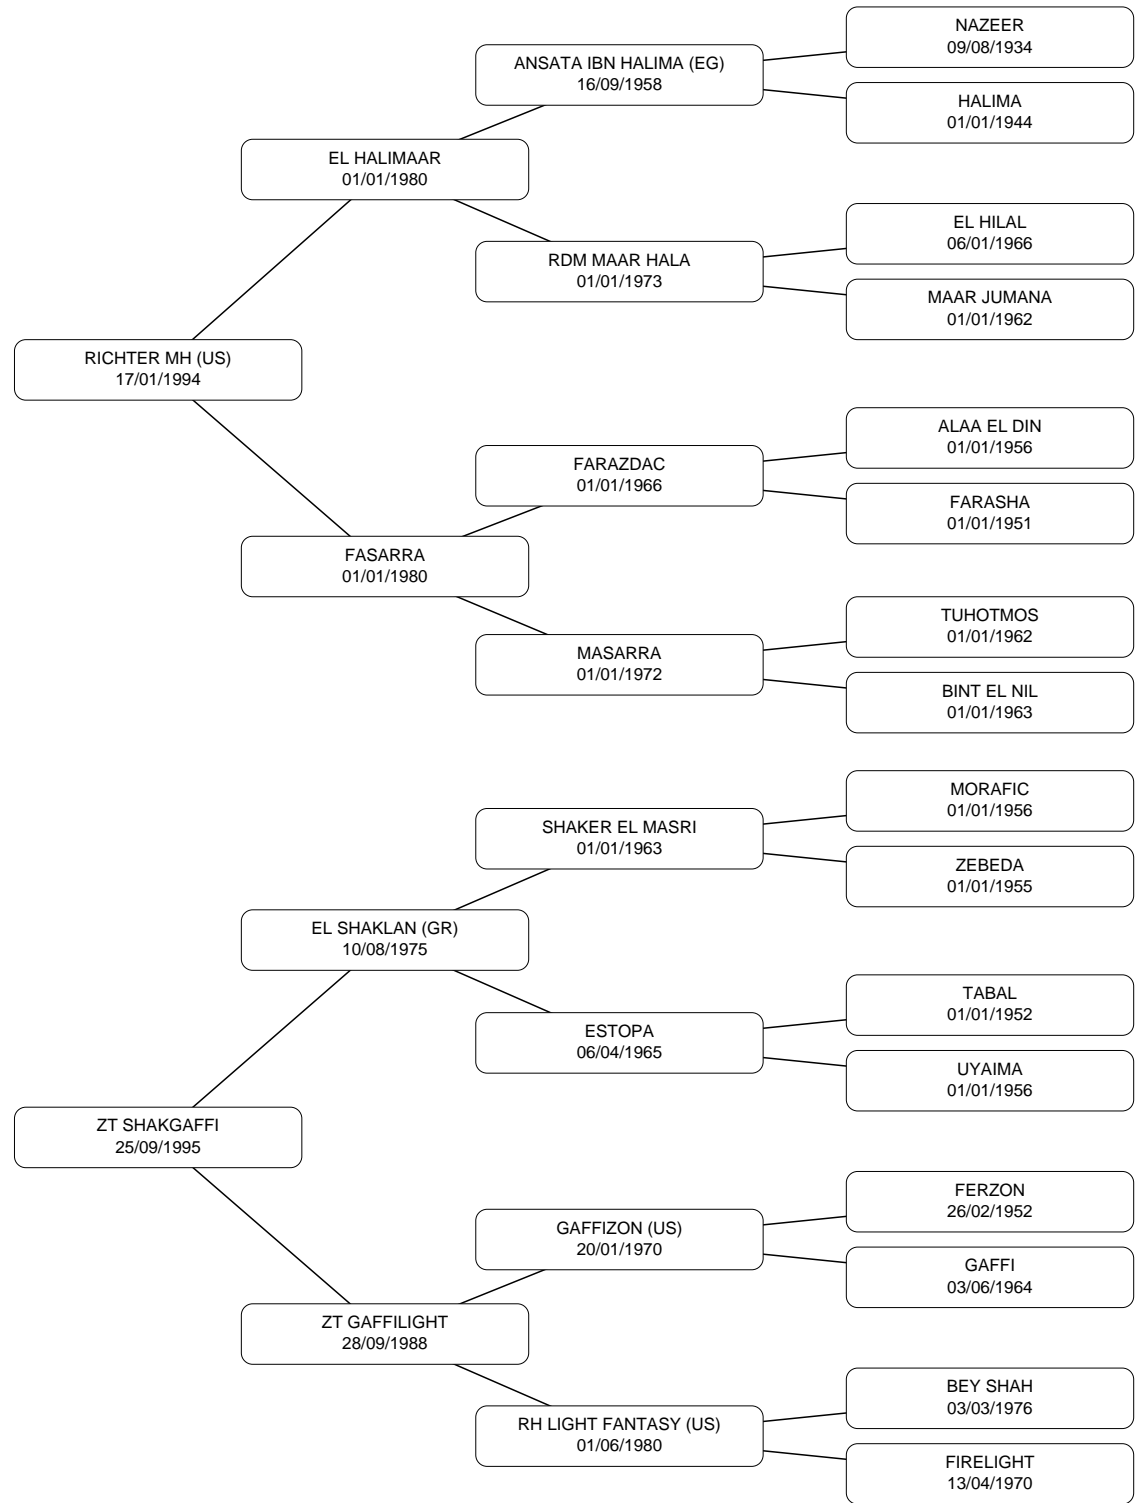 NAZEER
09/08/1934
ANSATA IBN HALIMA (EG)
16/09/1958
HALIMA
01/01/1944
EL HALIMAAR
01/01/1980
EL HILAL
06/01/1966
RDM MAAR HALA
01/01/1973
MAAR JUMANA
01/01/1962
RICHTER MH (US)
17/01/1994
ALAA EL DIN
01/01/1956
FARAZDAC
01/01/1966
FARASHA
01/01/1951
FASARRA
01/01/1980
TUHOTMOS
01/01/1962
MASARRA
01/01/1972
BINT EL NIL
01/01/1963
MORAFIC
01/01/1956
SHAKER EL MASRI
01/01/1963
ZEBEDA
01/01/1955
EL SHAKLAN (GR)
10/08/1975
TABAL
01/01/1952
ESTOPA
06/04/1965
UYAIMA
01/01/1956
ZT SHAKGAFFI
25/09/1995
FERZON
26/02/1952
GAFFIZON (US)
20/01/1970
GAFFI
03/06/1964
ZT GAFFILIGHT
28/09/1988
BEY SHAH
03/03/1976
RH LIGHT FANTASY (US)
01/06/1980
FIRELIGHT
13/04/1970